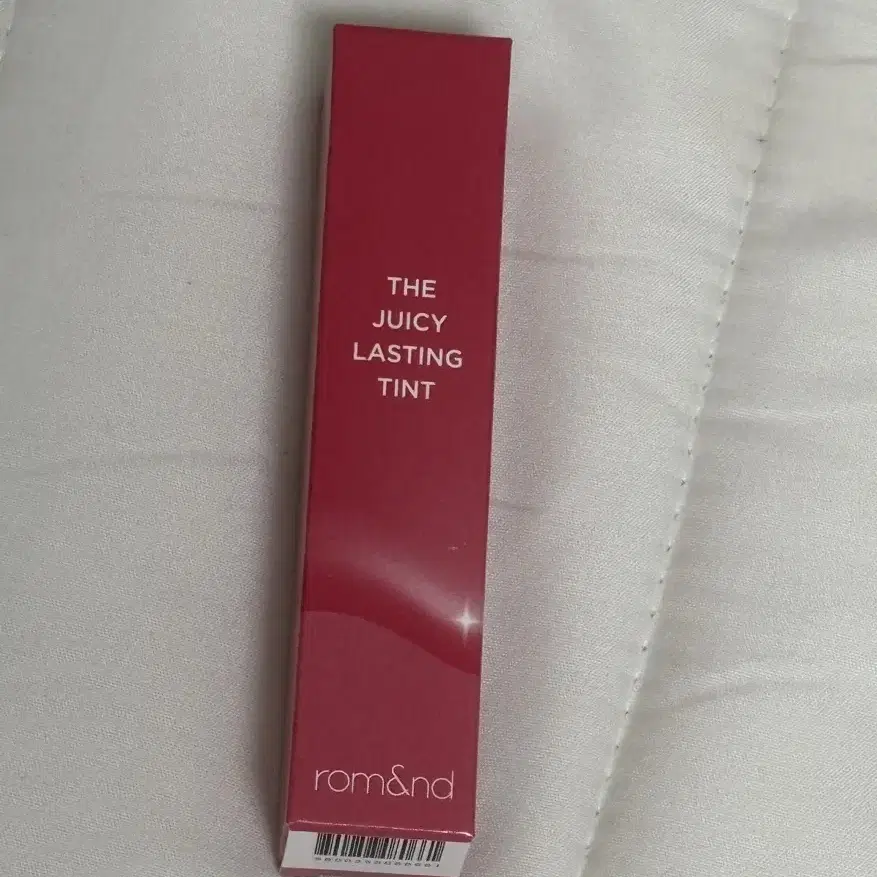 THE
JUICY
LASTING
TINT
rom&nd